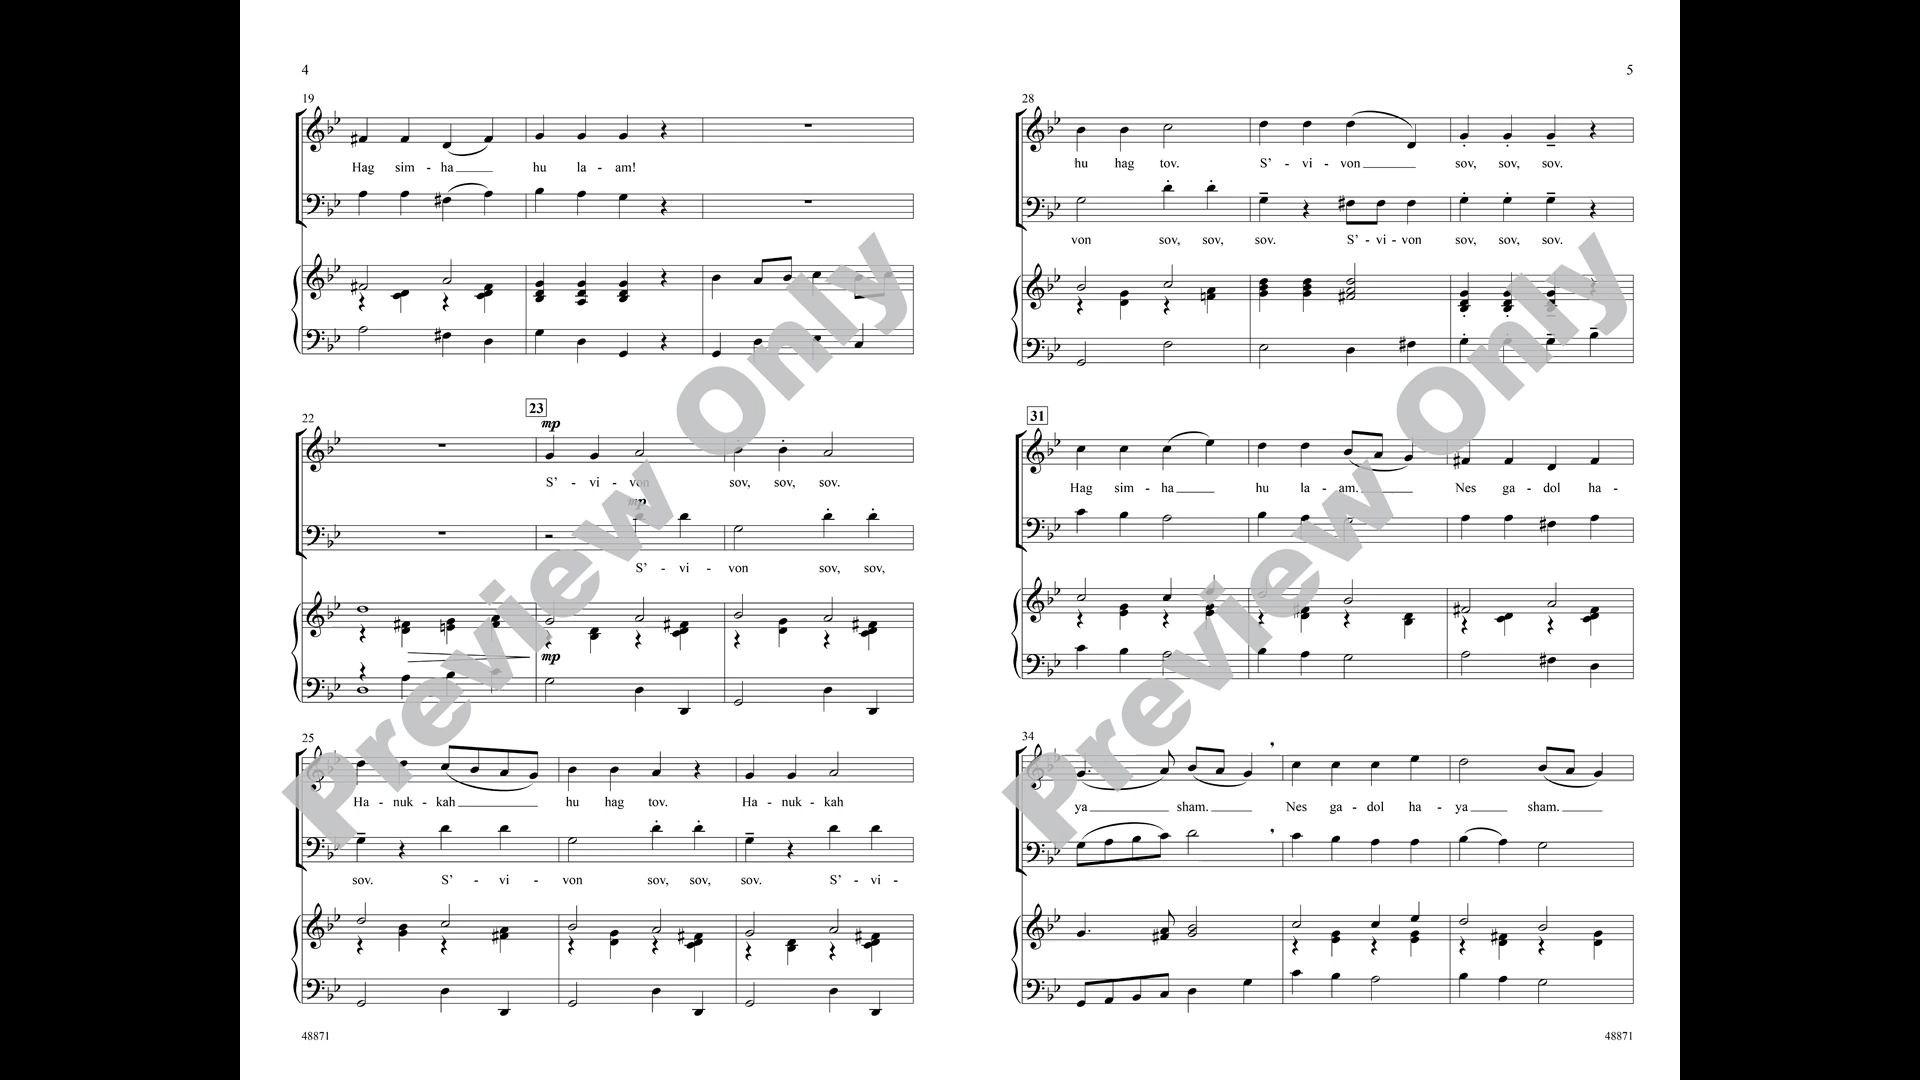 4
19
Hag sim - ha hu la - am!
22
23
mp
S' - vi - von sov, sov, sov.
mp
S' - vi - von sov, sov,
mp
25
Ha - nuk - kah hu hag tov. Ha - nuk - kah
sov. S' - vi - von sov, sov, sov. S' - vi -
48871
Preview Only
5
28
hu hag tov. S' - vi - von sov, sov, sov.
von sov, sov, sov. S' - vi - von sov, sov, sov.
31
Hag sim - ha hu la - am. Nes ga - dol ha -
34
ya sham. Nes ga - dol ha - ya sham.
48871
Preview Only